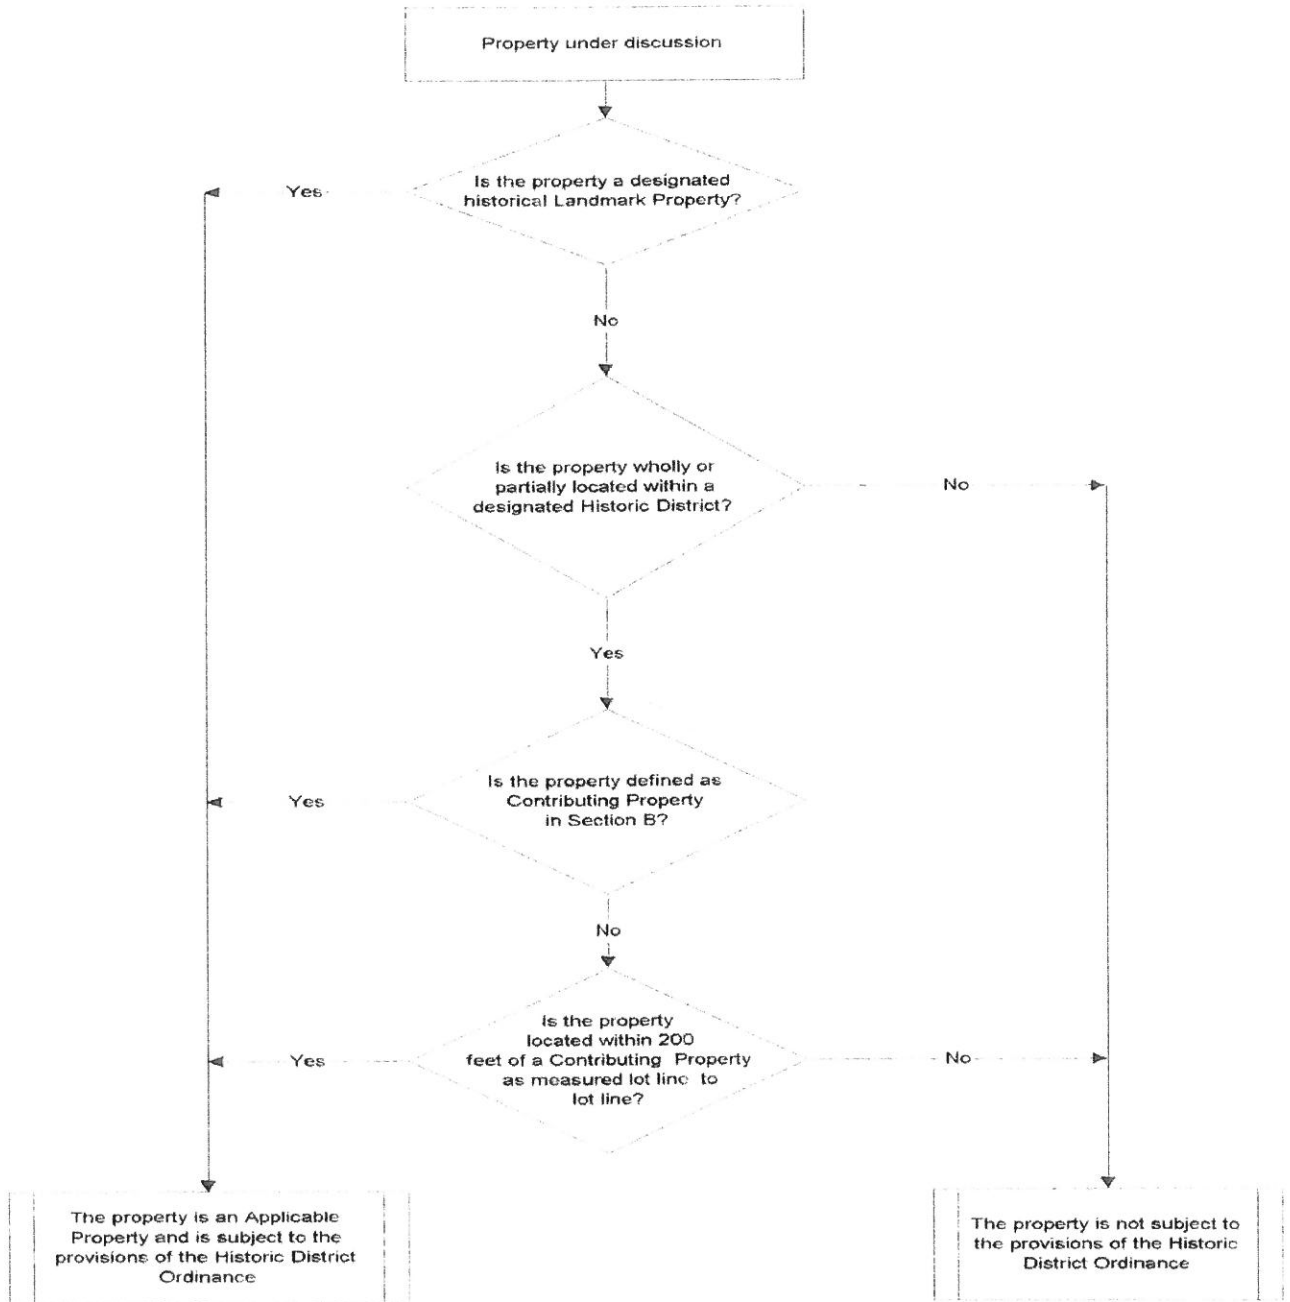 Property under discussion
Is the property a designated
historical Landmark Property?
Yes
No
Is the property wholly or
partially located within a
designated Historic District?
No
Yes
Is the property defined as
Contributing Property
in Section B?
Yes
No
Is the property
located within 200
feet of a Contributing Property
as measured lot line to
lot line?
Yes
No
The property is an Applicable
Property and is subject to the
provisions of the Historic District
Ordinance
The property is not subject to
the provisions of the Historic
District Ordinance